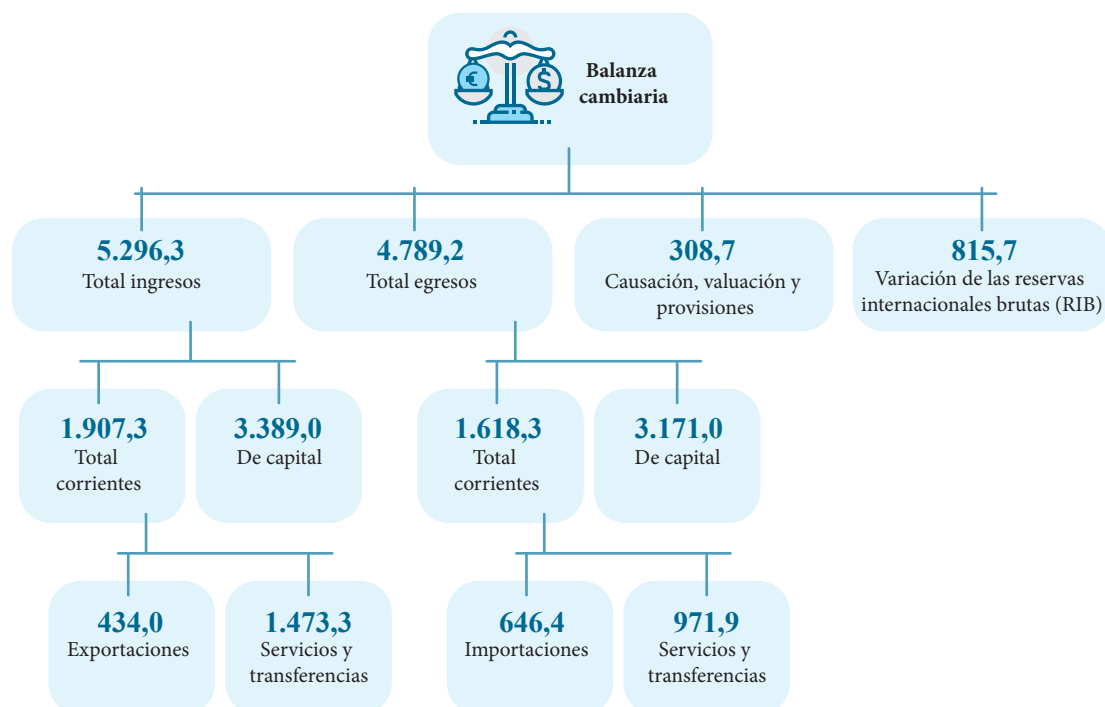 Balanza
cambiaria
€
$
5.296,3
Total ingresos
4.789,2
Total egresos
308,7
Causación, valuación y
provisiones
815,7
Variación de las reservas
internacionales brutas (RIB)
1.907,3
Total
corrientes
3.389,0
De capital
1.618,3
Total
corrientes
3.171,0
De capital
434,0
Exportaciones
1.473,3
Servicios y
transferencias
646,4
Importaciones
971,9
Servicios y
transferencias